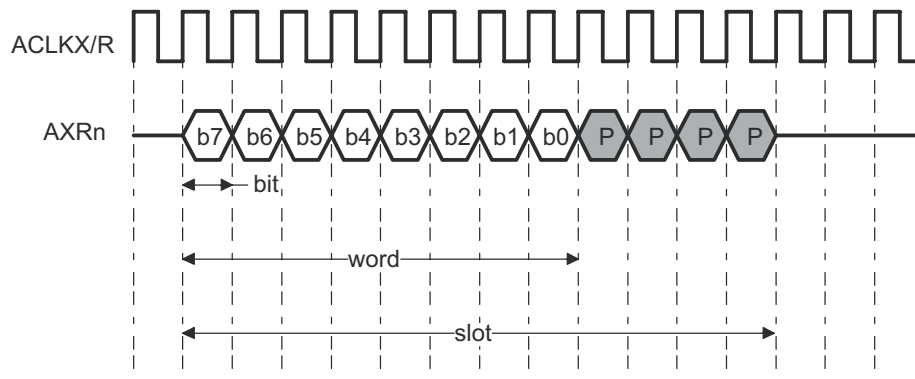 ACLKX/R
AXRn b7 b6 b5 b4 b3 b2 b1 b0 P P P P
bit
word
slot